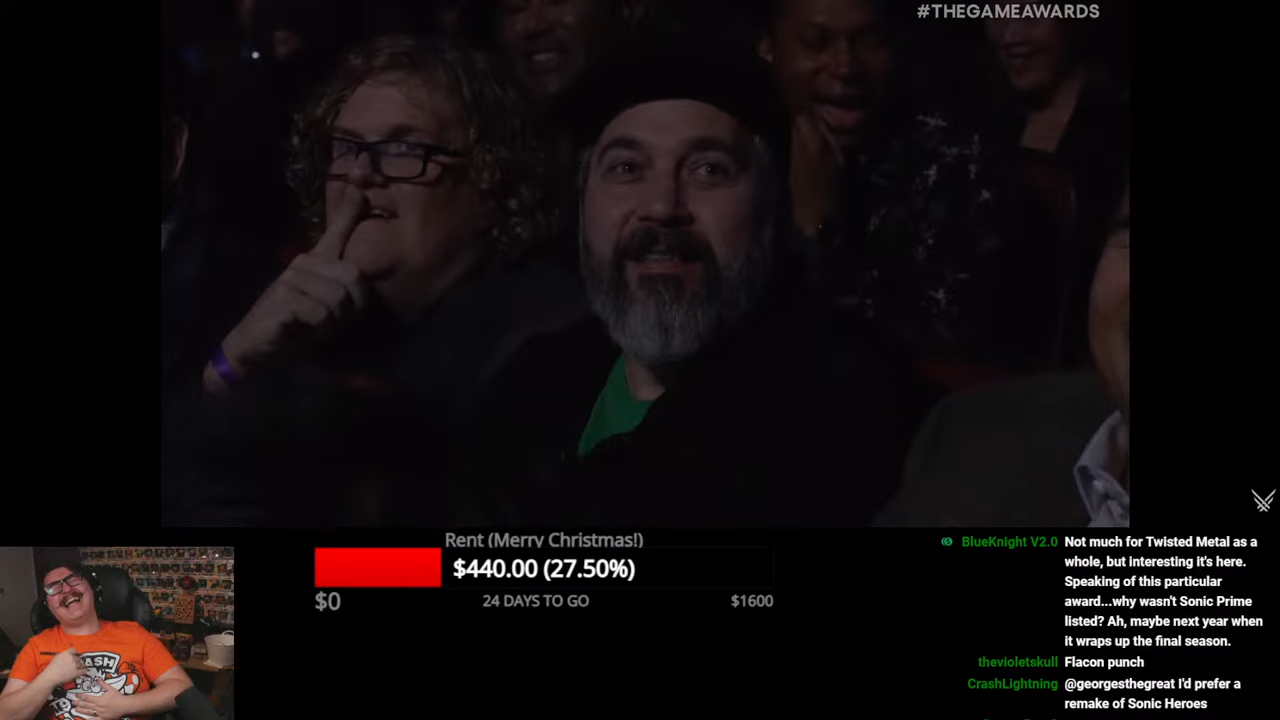 #THEGAMEAWARDS
Rent (Merry Christmas!)
$440.00 (27.50%)
$0
24 DAYS TO GO
$1600
BlueKnight V2.0 Not much for Twisted Metal as a
whole, but interesting it's here.
Speaking of this particular
award...why wasn't Sonic Prime
listed? Ah, maybe next year when
it wraps up the final season.
thevioletskull Flacon punch
CrashLightning @georgesthegreat I'd prefer a
remake of Sonic Heroes